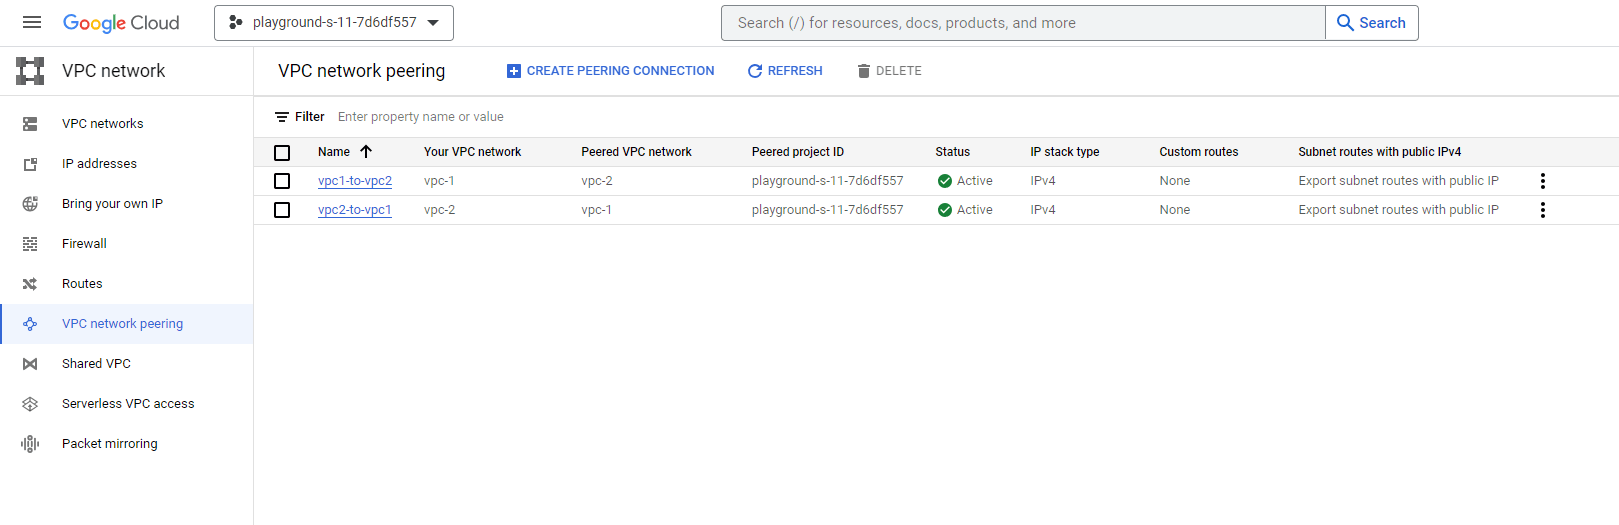 Google Cloud playground-s-11-7d6df557 Search (/) for resources, docs, products, and more Search
VPC network
VPC networks
IP addresses
Bring your own IP
Firewall
Routes
VPC network peering
Shared VPC
Serverless VPC access
Packet mirroring
VPC network peering CREATE PEERING CONNECTION REFRESH DELETE
Filter Enter property name or value
Name Your VPC network Peered VPC network Peered project ID Status IP stack type Custom routes Subnet routes with public IPv4
vpc1-to-vpc2 vpc-1 vpc-2 playground-s-11-7d6df557 Active IPv4 None Export subnet routes with public IP
vpc2-to-vpc1 vpc-2 vpc-1 playground-s-11-7d6df557 Active IPv4 None Export subnet routes with public IP